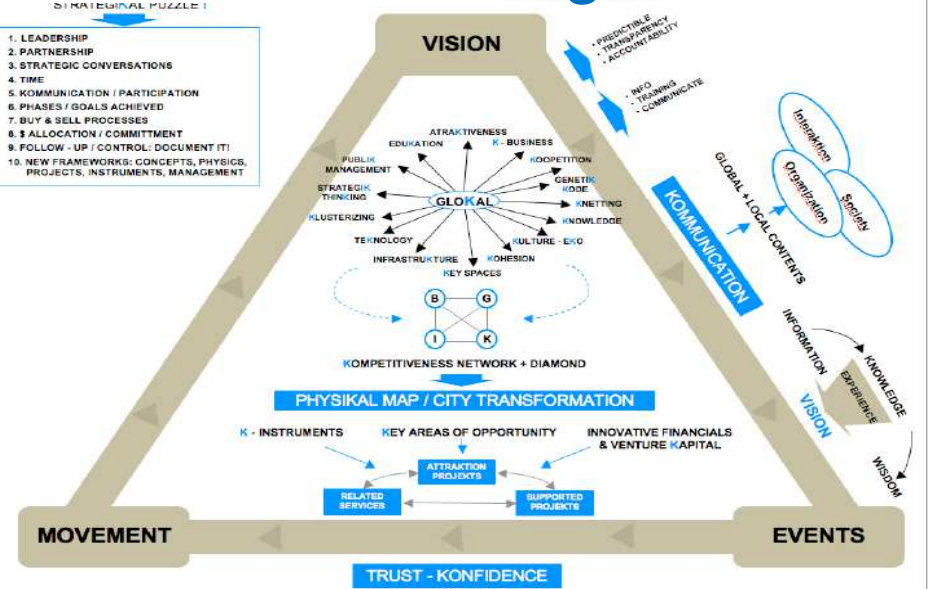 STRATEGIKAL PUZZLE !
1. LEADERSHIP
2. PARTNERSHIP
3. STRATEGIC CONVERSATIONS
4. TIME
5. KOMMUNICATION / PARTICIPATION
6. PHASES / GOALS ACHIEVED
7. BUY & SELL PROCESSES
8. $ ALLOCATION / COMMITTMENT
9. FOLLOW - UP / CONTROL: DOCUMENT IT!
10. NEW FRAMEWORKS: CONCEPTS, PHYSICS,
PROJECTS, INSTRUMENTS, MANAGEMENT
VISION
• PREDICTIBLE
• TRANSPARENCY
• ACCOUNTABILITY
• INFO
• TRAINING
• COMMUNICATE
ATRAKTIVENESS
EDUKATION
K - BUSINESS
PUBLIK
MANAGEMENT
KOOPETITION
GENETIK
KODE
STRATEGIK
THINKING
GLOKAL
KNETTING
KLUSTERIZING
KNOWLEDGE
TEKNOLOGY
KULTURE - EKO
INFRASTRUKTURE
KOHESION
KEY SPACES
B
G
I
K
KOMPETITIVENESS NETWORK + DIAMOND
PHYSIKAL MAP / CITY TRANSFORMATION
K - INSTRUMENTS
KEY AREAS OF OPPORTUNITY
INNOVATIVE FINANCIALS
& VENTURE KAPITAL
ATTRAKTION
PROJEKTS
RELATED
SERVICES
SUPPORTED
PROJEKTS
KOMMUNICATION
GLOBAL + LOCAL CONTENTS
Interaktion
Organization
Society
INFORMATION
KNOWLEDGE
EXPERIENCE
VISION
WISDOM
MOVEMENT
EVENTS
TRUST - KONFIDENCE